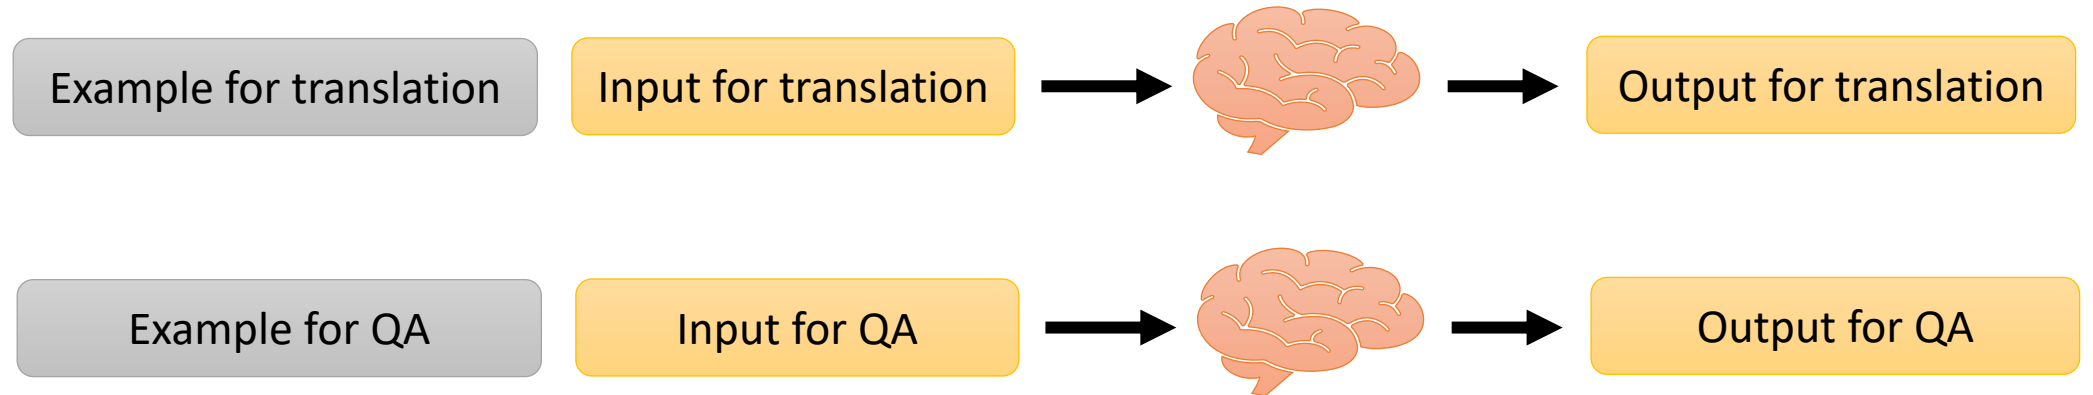 Example for translation
Input for translation
Output for translation
Example for QA
Input for QA
Output for QA